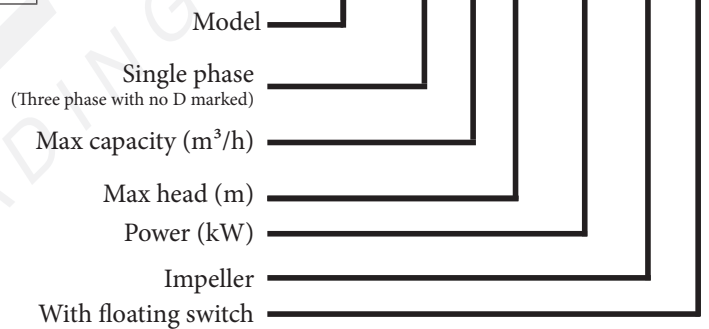 Model
Single phase
(Three phase with no D marked)
Max capacity (m³/h)
Max head (m)
Power (kW)
Impeller
With floating switch